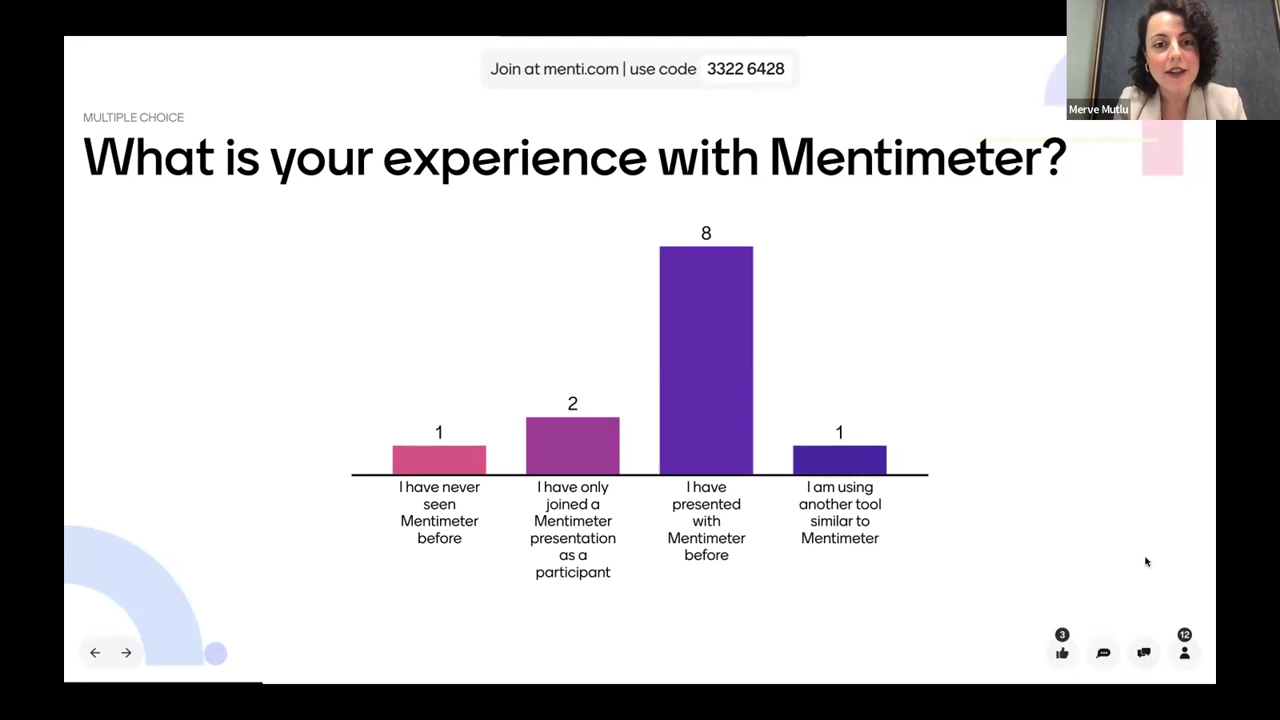 Join at menti.com | use code 3322 6428
Merve Mutlu
MULTIPLE CHOICE
What is your experience with Mentimeter?
8
2
1
1
I have never
seen
Mentimeter
before
I have only
joined a
Mentimeter
presentation
as a
participant
I have
presented
with
Mentimeter
before
I am using
another tool
similar to
Mentimeter
3
12